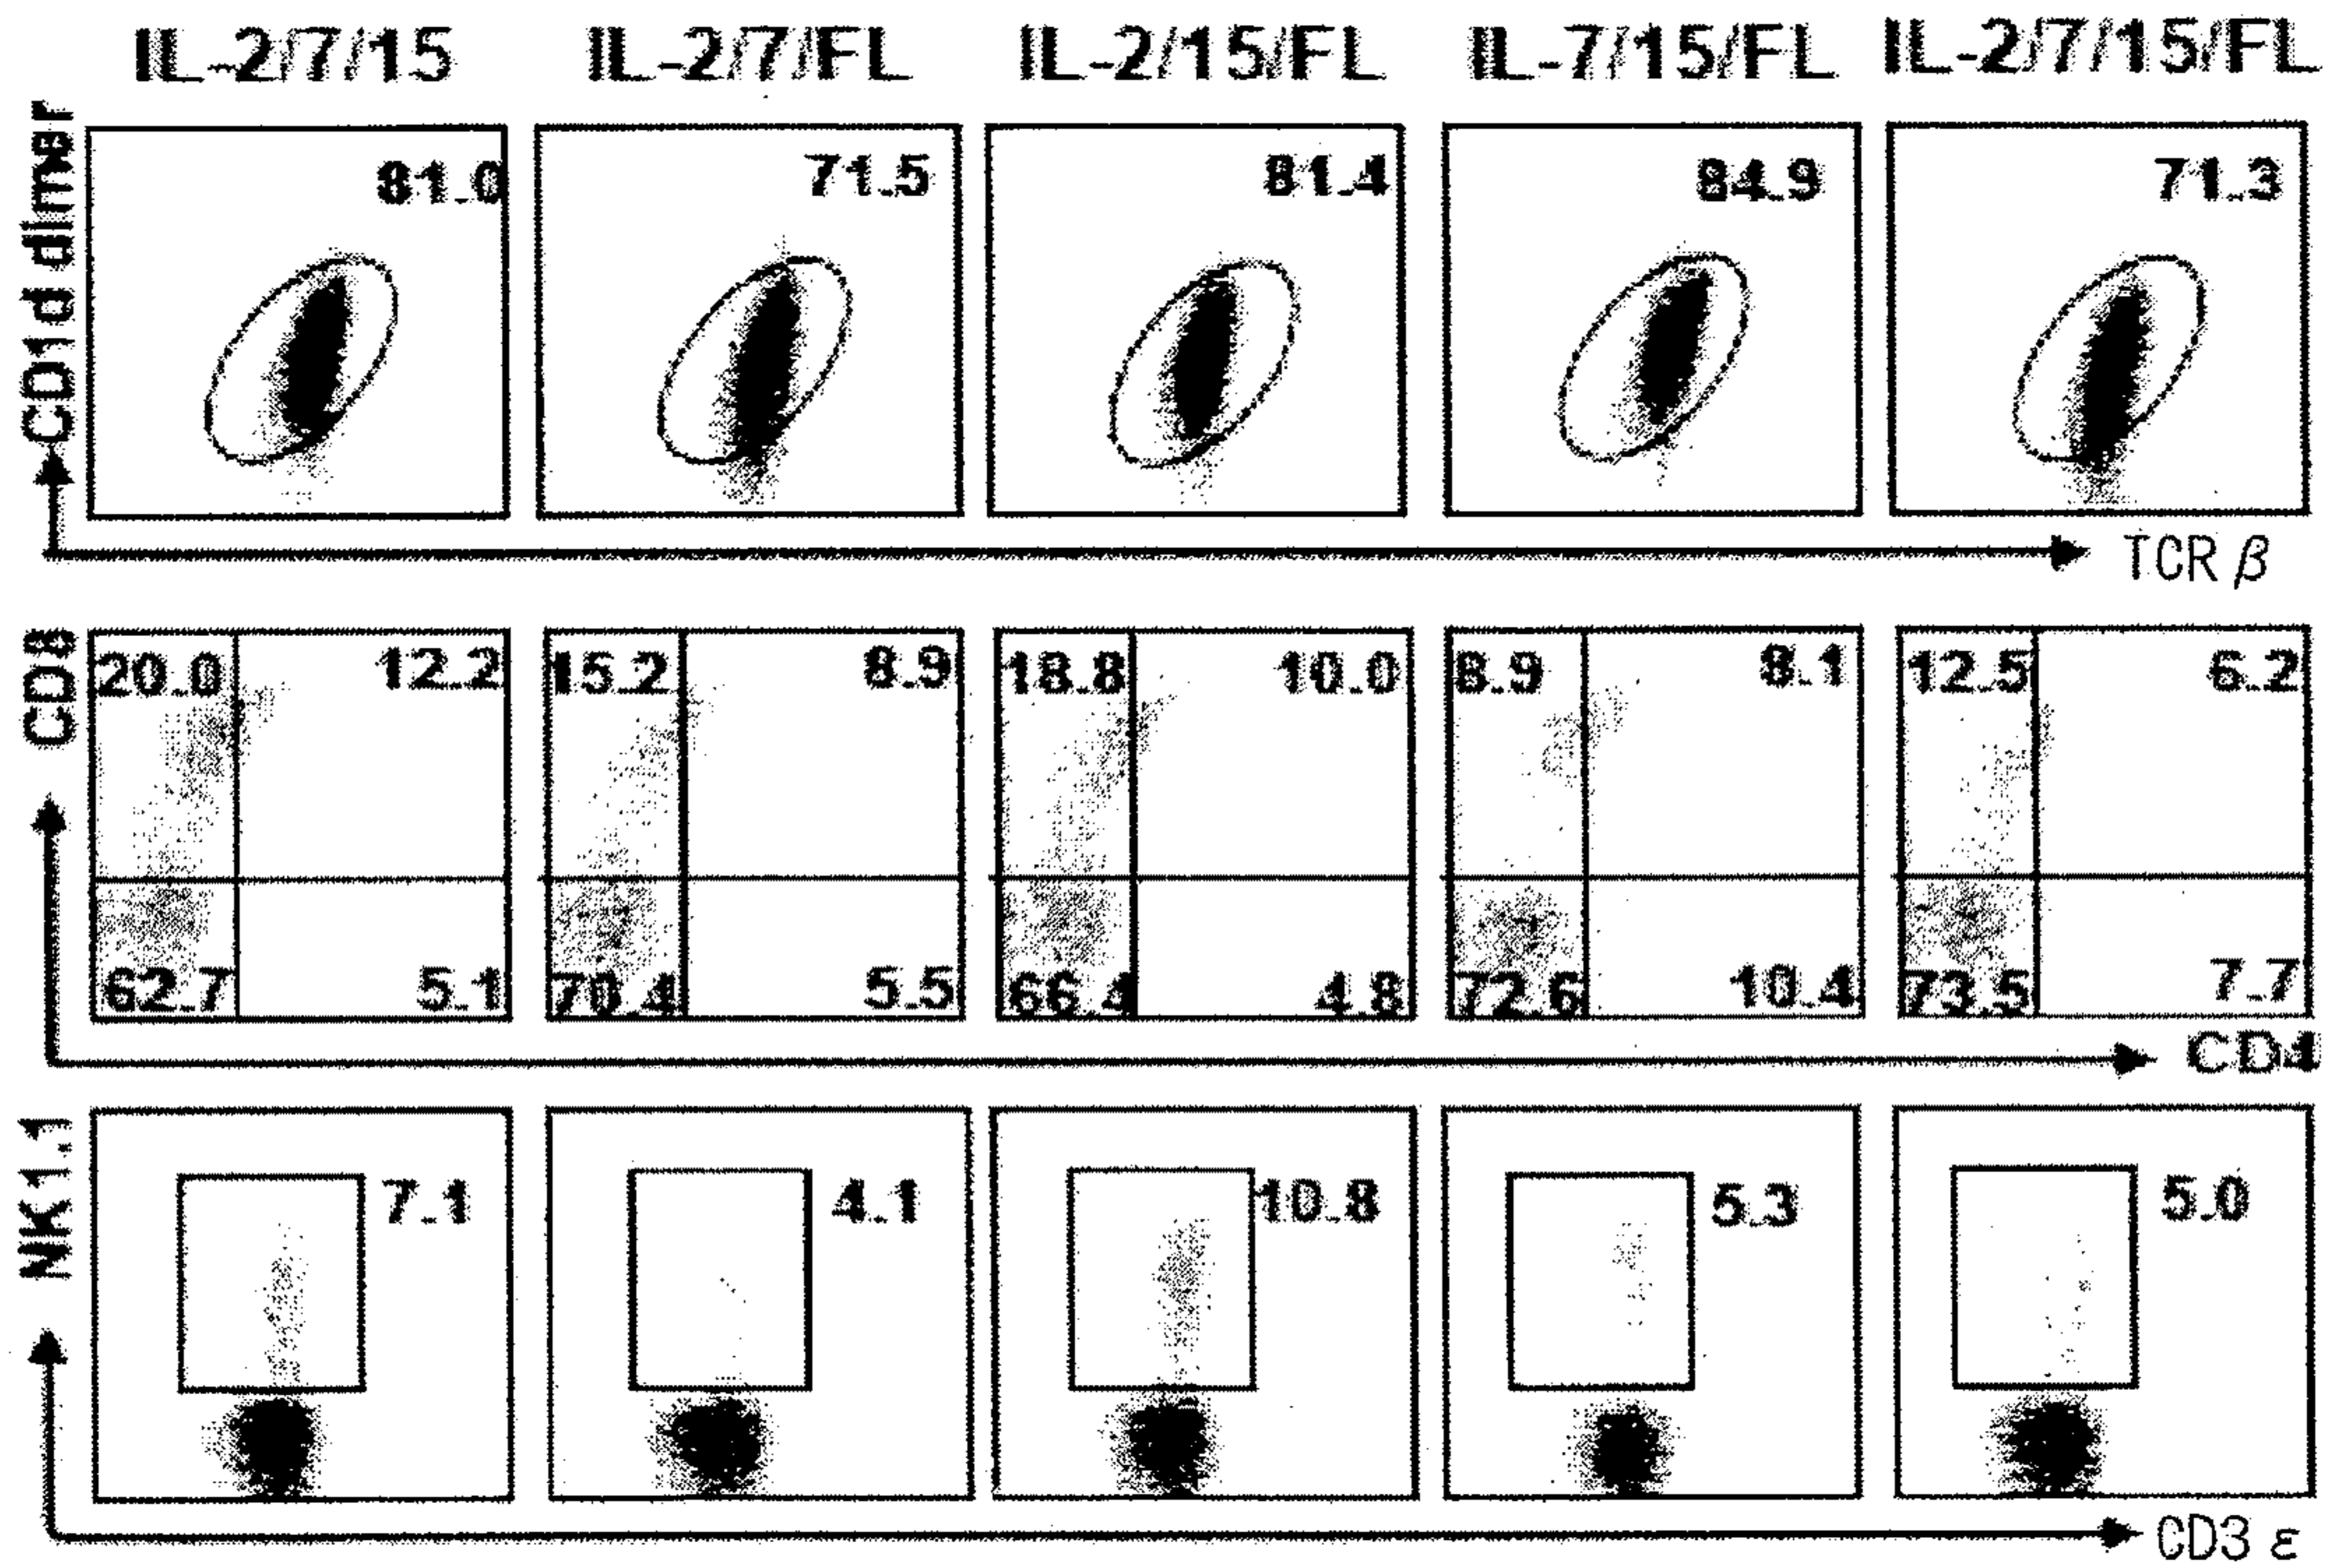 IL-2/7/15 IL-2/7/FL IL-2/15/FL IL-7/15/FL IL-2/7/15/FL
CD1d dimer
81.0 71.5 81.4 84.9 71.3
TCR β
CD8
20.0 12.2 15.2 8.9 18.8 10.0 8.9 8.1 12.5 6.2
62.7 5.1 70.4 5.5 66.4 4.8 72.6 10.4 73.5 7.7
CD4
NK1.1
7.1 4.1 10.8 5.3 5.0
CD3 ε